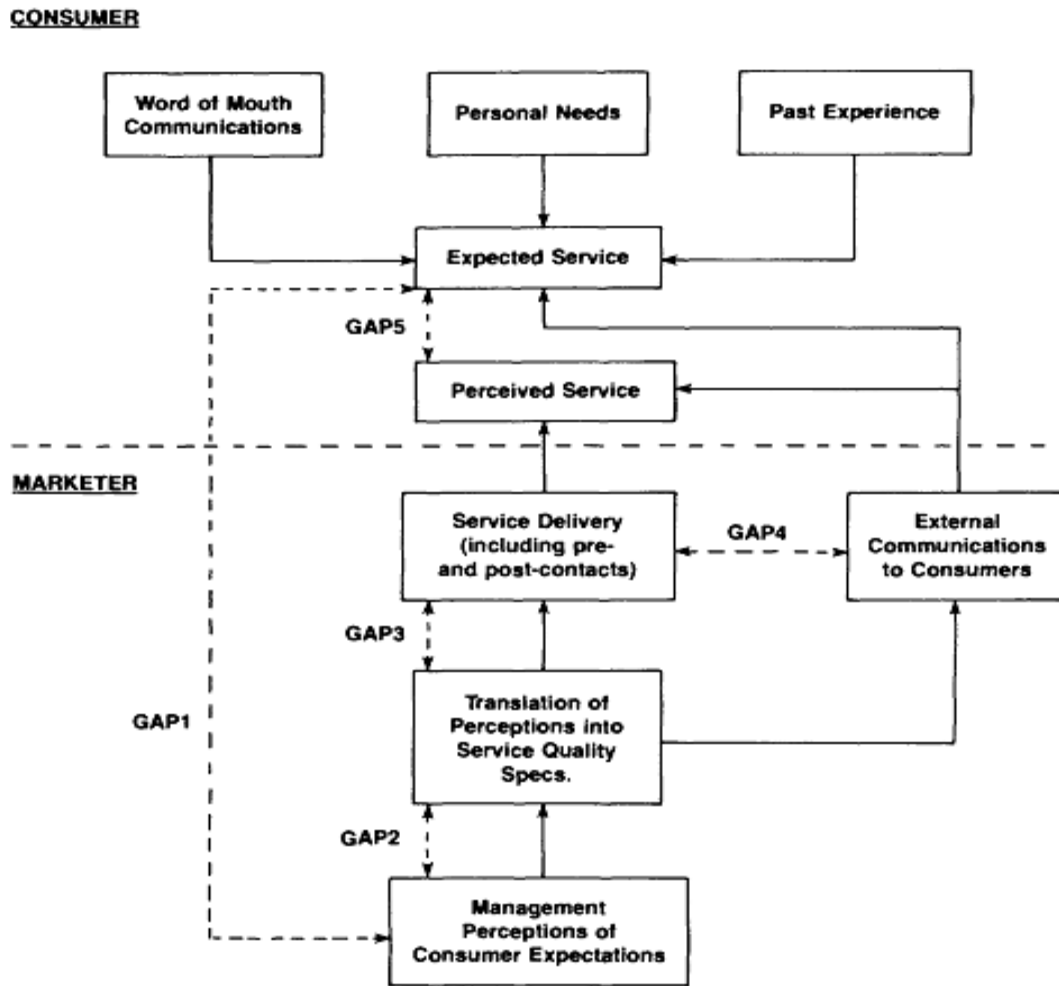 CONSUMER
Word of Mouth
Communications
Personal Needs
Past Experience
Expected Service
GAP5
Perceived Service
MARKETER
Service Delivery
(including pre-
and post-contacts)
GAP4
External
Communications
to Consumers
GAP3
Translation of
Perceptions into
Service Quality
Specs.
GAP1
GAP2
Management
Perceptions of
Consumer Expectations